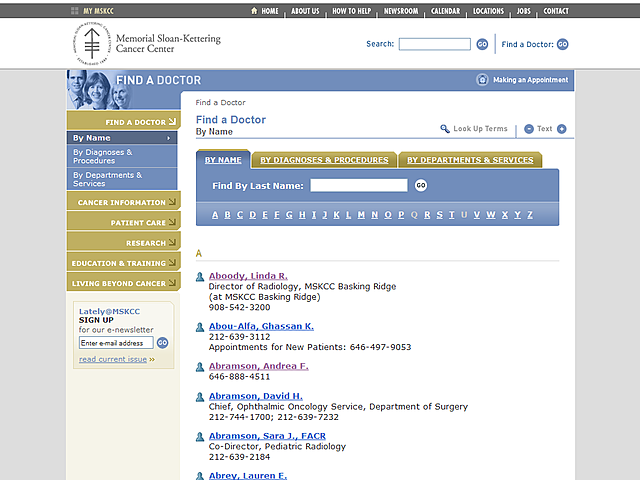 MY MSKCC
HOME | ABOUT US | HOW TO HELP | NEWSROOM | CALENDAR | LOCATIONS | JOBS | CONTACT
Memorial Sloan-Kettering
Cancer Center
Search: GO Find a Doctor: GO
FIND A DOCTOR
Making an Appointment
FIND A DOCTOR
By Name
By Diagnoses &
Procedures
By Departments &
Services
CANCER INFORMATION
PATIENT CARE
RESEARCH
EDUCATION & TRAINING
LIVING BEYOND CANCER
Lately@MSKCC
SIGN UP
for our e-newsletter
Enter e-mail address GO
read current issue »
Find a Doctor
Find a Doctor
By Name
Look Up Terms | - Text +
BY NAME BY DIAGNOSES & PROCEDURES BY DEPARTMENTS & SERVICES
Find By Last Name: GO
A B C D E F G H I J K L M N O P Q R S T U V W X Y Z
A
Aboody, Linda R.
Director of Radiology, MSKCC Basking Ridge
(at MSKCC Basking Ridge)
908-542-3200
Abou-Alfa, Ghassan K.
212-639-3112
Appointments for New Patients: 646-497-9053
Abramson, Andrea F.
646-888-4511
Abramson, David H.
Chief, Ophthalmic Oncology Service, Department of Surgery
212-744-1700; 212-639-7232
Abramson, Sara J., FACR
Co-Director, Pediatric Radiology
212-639-2184
Abrey, Lauren E.